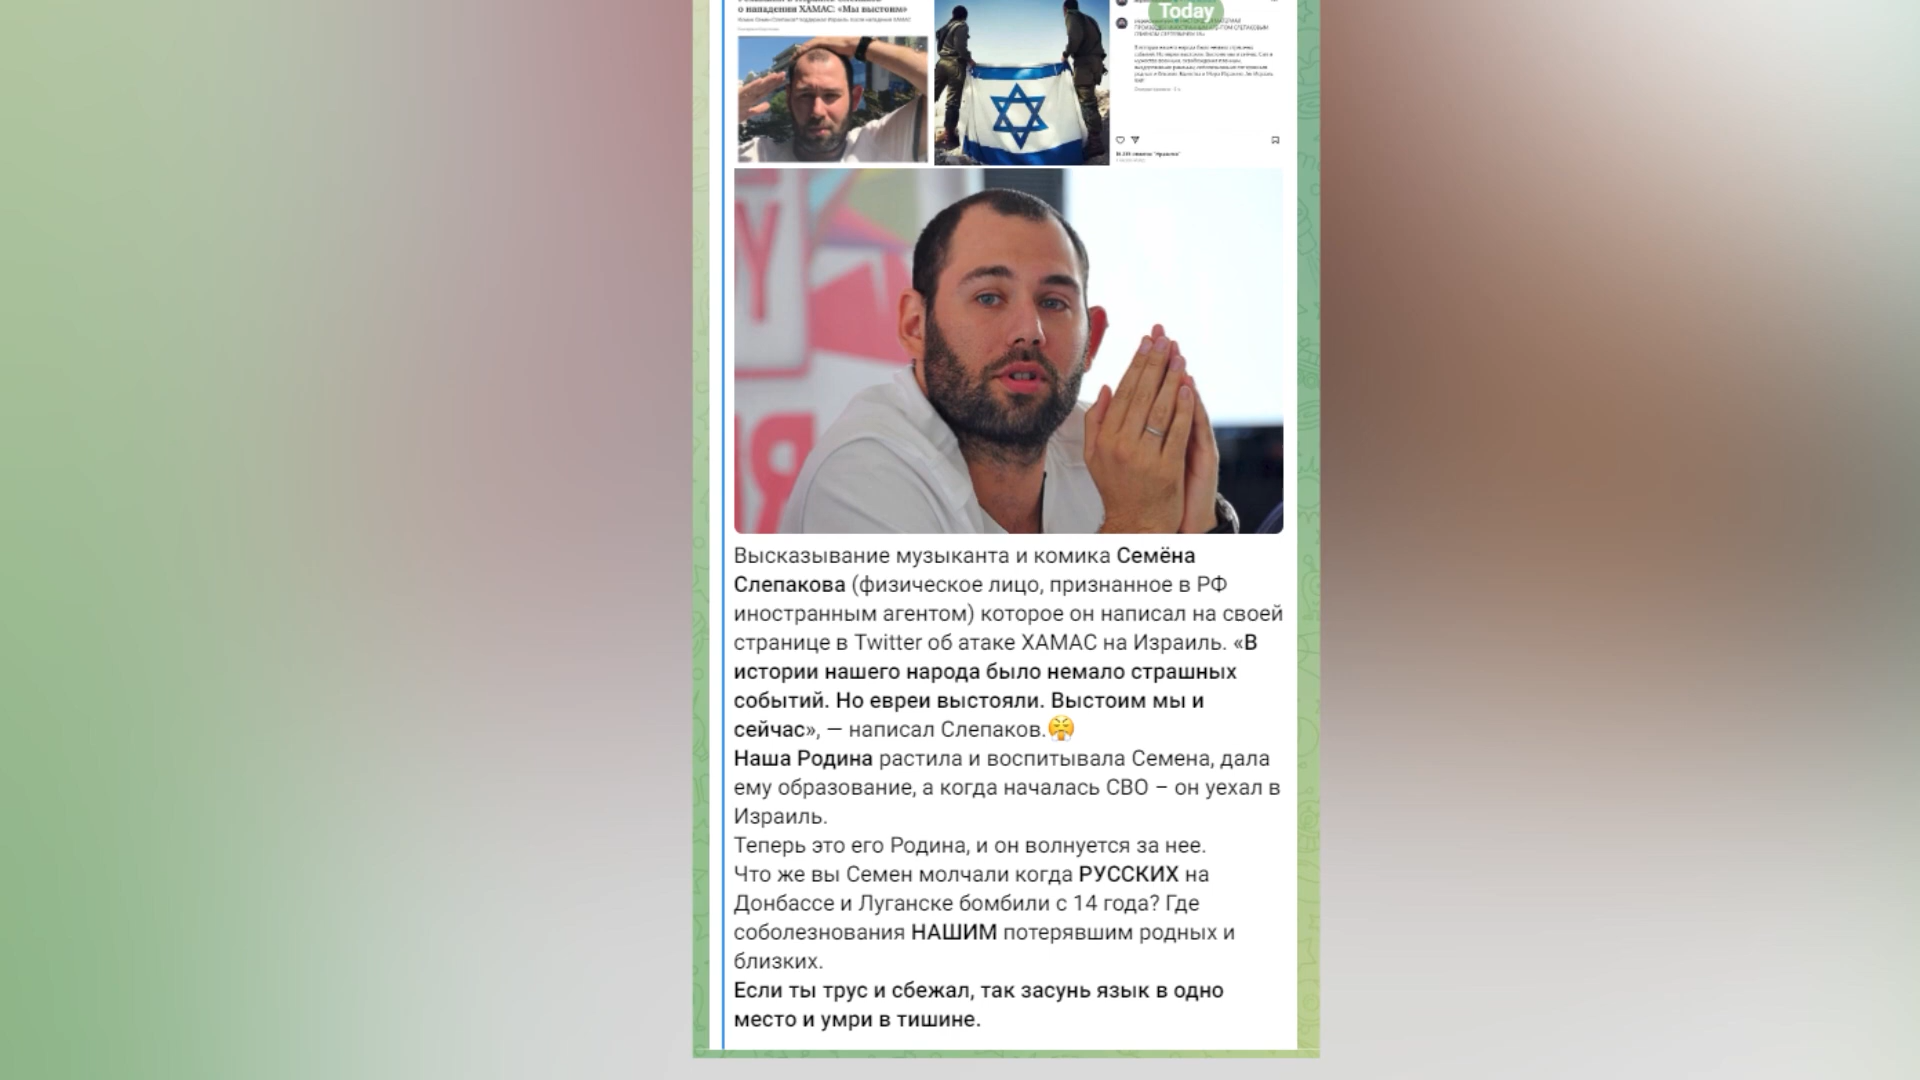 о нападении ХАМАС: «Мы выстоим»
Today
Высказывание музыканта и комика Семёна
Слепакова (физическое лицо, признанное в РФ
иностранным агентом) которое он написал на своей
странице в Twitter об атаке ХАМАС на Израиль. «В
истории нашего народа было немало страшных
событий. Но евреи выстояли. Выстоим мы и
сейчас», — написал Слепаков.😤
Наша Родина растила и воспитывала Семена, дала
ему образование, а когда началась СВО – он уехал в
Израиль.
Теперь это его Родина, и он волнуется за нее.
Что же вы Семен молчали когда РУССКИХ на
Донбассе и Луганске бомбили с 14 года? Где
соболезнования НАШИМ потерявшим родных и
близких.
Если ты трус и сбежал, так засунь язык в одно
место и умри в тишине.